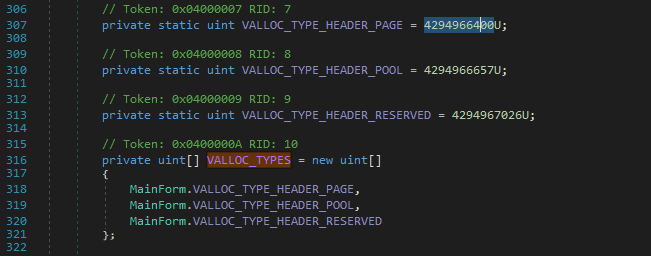 306 // Token: 0x04000007 RID: 7
307 private static uint VALLOC_TYPE_HEADER_PAGE = 4294966400U;
308
309 // Token: 0x04000008 RID: 8
310 private static uint VALLOC_TYPE_HEADER_POOL = 4294966657U;
311
312 // Token: 0x04000009 RID: 9
313 private static uint VALLOC_TYPE_HEADER_RESERVED = 4294967026U;
314
315 // Token: 0x0400000A RID: 10
316 private uint[] VALLOC_TYPES = new uint[]
317 {
318 MainForm.VALLOC_TYPE_HEADER_PAGE,
319 MainForm.VALLOC_TYPE_HEADER_POOL,
320 MainForm.VALLOC_TYPE_HEADER_RESERVED
321 };
322